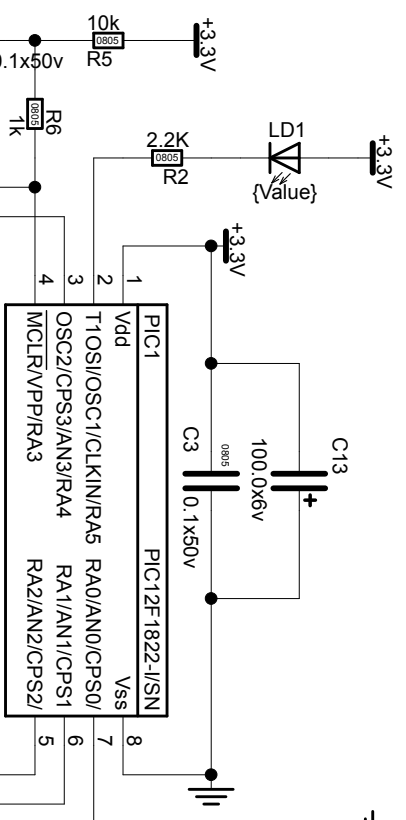 10k
0805
R5
+3.3V
0.1x50v
R6
0805
1k
2.2K
0805
R2
LD1
{Value}
+3.3V
+3.3V
4
3
2
1
PIC1
Vdd
T1OSI/OSC1/CLKIN/RA5
OSC2/CPS3/AN3/RA4
MCLR/VPP/RA3
PIC12F1822-I/SN
Vss
RA0/AN0/CPS0/
RA1/AN1/CPS1
RA2/AN2/CPS2/
5
6
7
8
C3
0805
0.1x50v
C13
100.0x6v
+